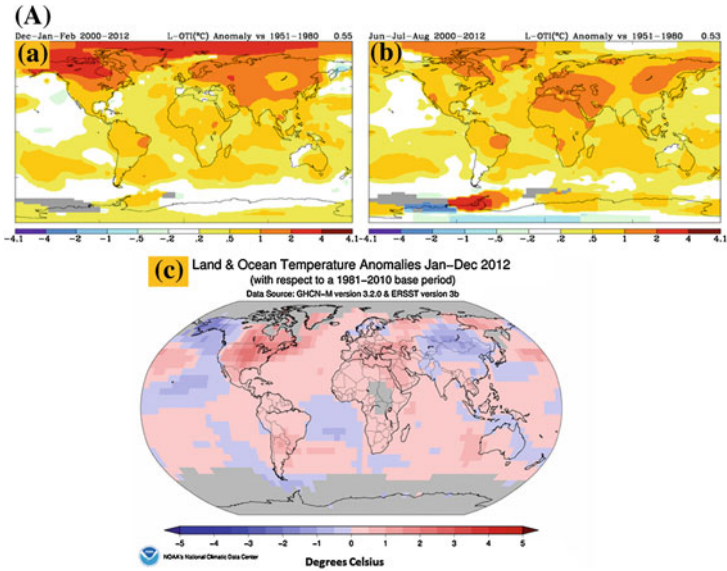 (A)
Dec-Jan-Feb 2000-2012 L-OTI(°C) Anomaly vs 1951-1980 0.55
(a)
-4.1 -4 -2 -1 -.5 -.2 .2 .5 1 2 4 4.1
Jun-Jul-Aug 2000-2012 L-OTI(°C) Anomaly vs 1951-1980 0.53
(b)
-4.1 -4 -2 -1 -.5 -.2 .2 .5 1 2 4 4.1
(c) Land & Ocean Temperature Anomalies Jan-Dec 2012
(with respect to a 1981-2010 base period)
Data Source: GHCN-M version 3.2.0 & ERSST version 3b
-5 -4 -3 -2 -1 0 1 2 3 4 5
NOAA's National Climatic Data Center
Degrees Celsius